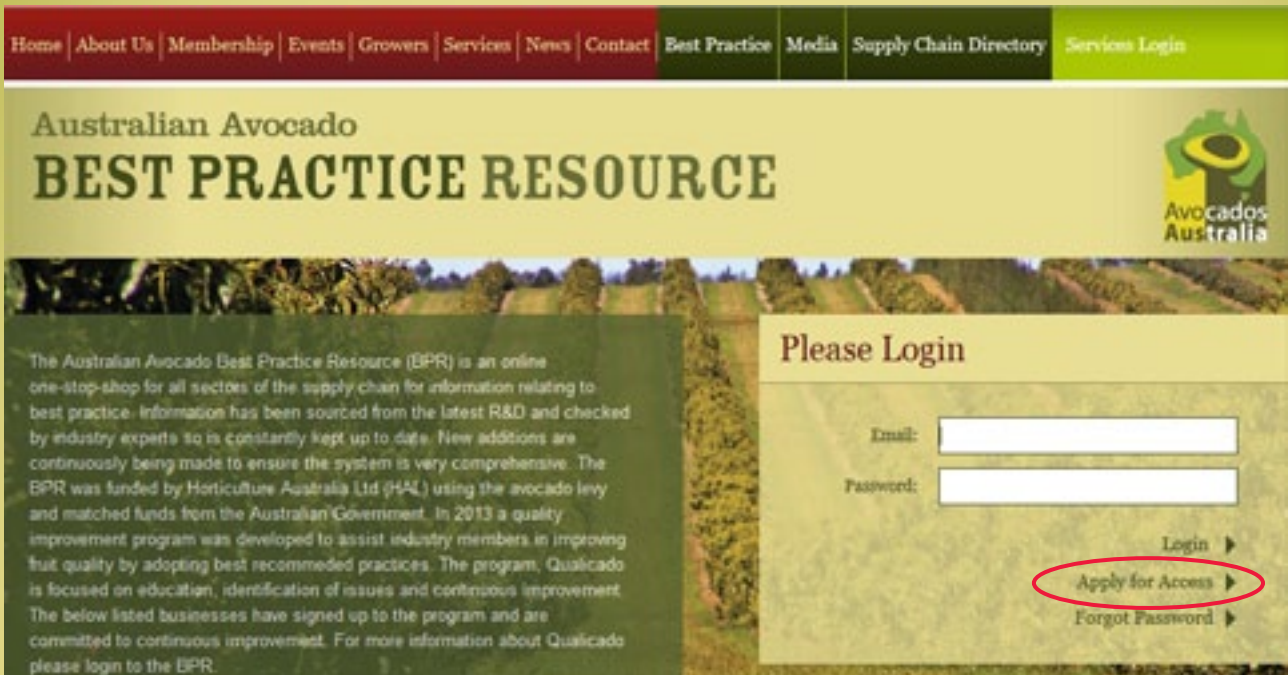 Home About Us Membership Events Growers Services News Contact Best Practice Media Supply Chain Directory Services Login
Australian Avocado
BEST PRACTICE RESOURCE
Avocados
Australia
The Australian Avocado Best Practice Resource (BPR) is an online
one-stop-shop for all sectors of the supply chain for information relating to
best practice. Information has been sourced from the latest R&D and checked
by industry experts so is constantly kept up to date. New additions are
continuously being made to ensure the system is very comprehensive. The
BPR was funded by Horticulture Australia Ltd (HAL) using the avocado levy
and matched funds from the Australian Government. In 2013 a quality
improvement program was developed to assist industry members in improving
fruit quality by adopting best recommeded practices. The program, Qualicado
is focused on education, identification of issues and continuous improvement
The below listed businesses have signed up to the program and are
committed to continuous improvement. For more information about Qualicado
please login to the BPR.
Please Login
Email:
Password:
Login
Apply for Access
Forgot Password